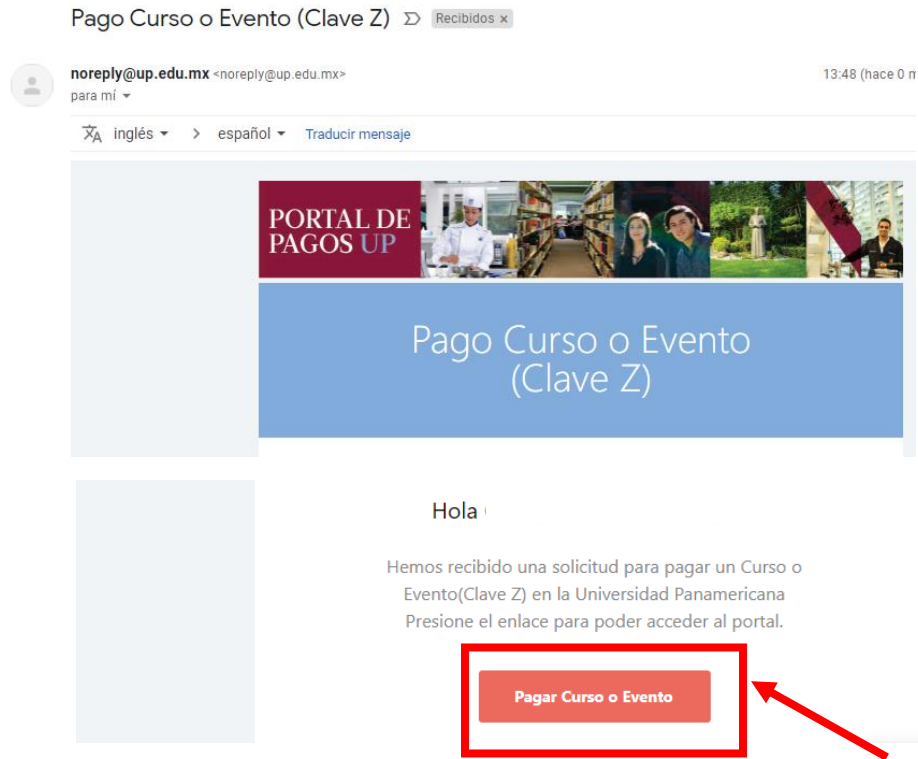 Pago Curso o Evento (Clave Z) Recibidos x
noreply@up.edu.mx <noreply@up.edu.mx> 13:48 (hace 0 m
para mí
inglés > español Traducir mensaje
PORTAL DE
PAGOS UP
Pago Curso o Evento
(Clave Z)
Hola
Hemos recibido una solicitud para pagar un Curso o
Evento(Clave Z) en la Universidad Panamericana
Presione el enlace para poder acceder al portal.
Pagar Curso o Evento